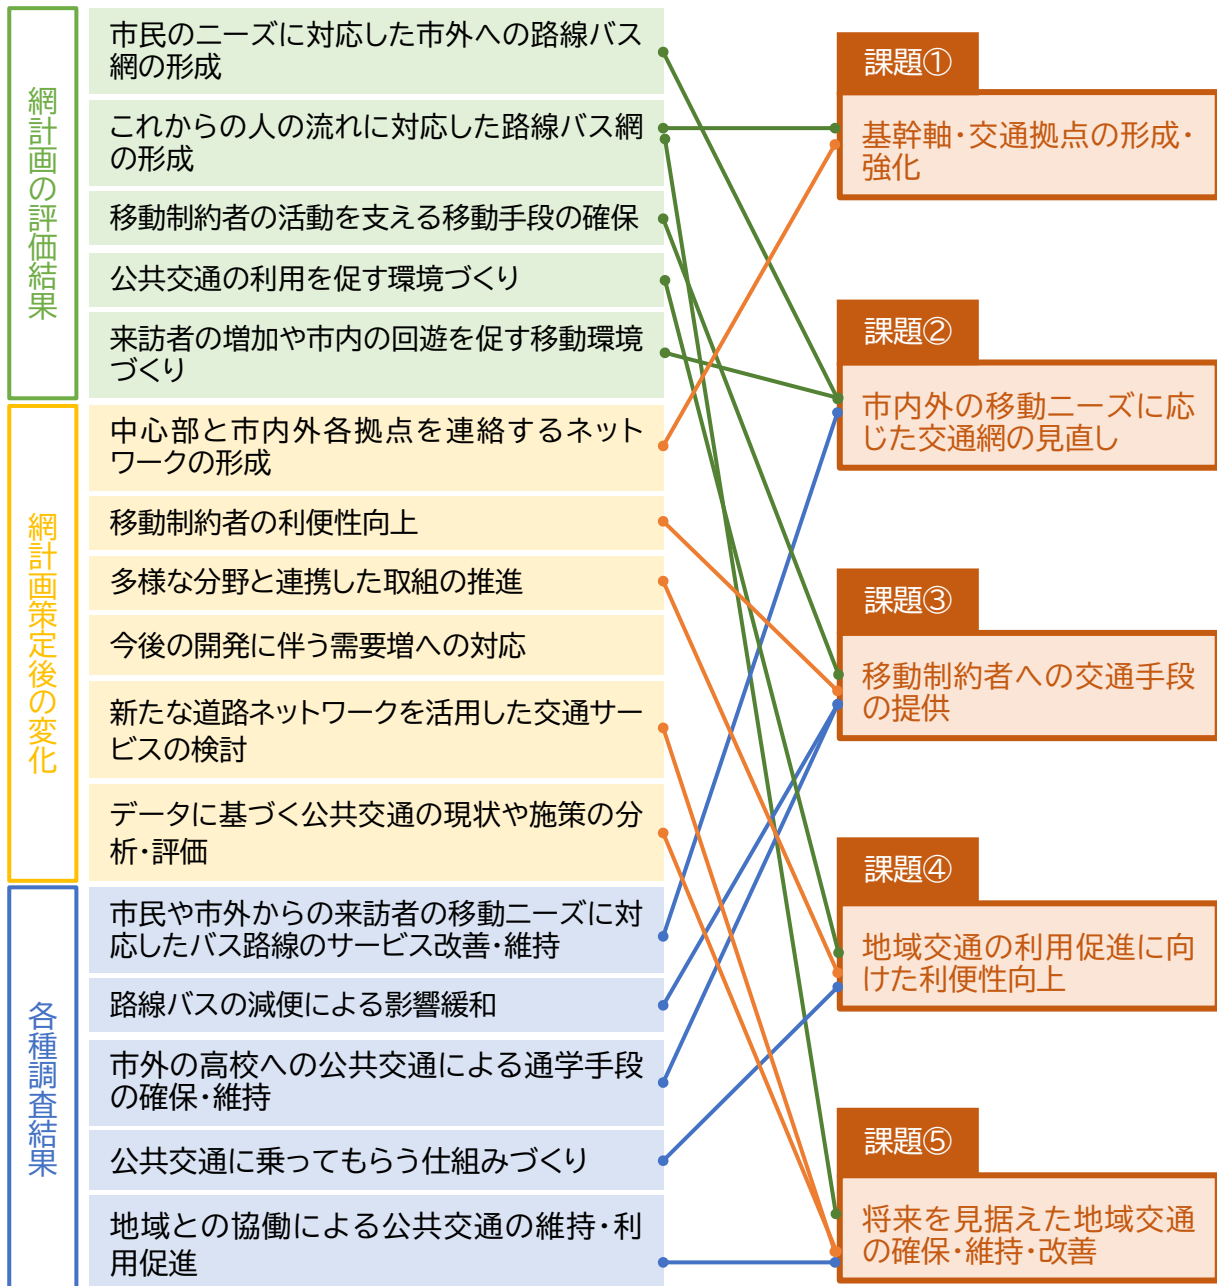 網計画の評価結果
市民のニーズに対応した市外への路線バス
網の形成
これからの人の流れに対応した路線バス網
の形成
移動制約者の活動を支える移動手段の確保
公共交通の利用を促す環境づくり
来訪者の増加や市内の回遊を促す移動環境
づくり
網計画策定後の変化
中心部と市内外各拠点を連絡するネット
ワークの形成
移動制約者の利便性向上
多様な分野と連携した取組の推進
今後の開発に伴う需要増への対応
新たな道路ネットワークを活用した交通サー
ビスの検討
データに基づく公共交通の現状や施策の分
析・評価
各種調査結果
市民や市外からの来訪者の移動ニーズに対
応したバス路線のサービス改善・維持
路線バスの減便による影響緩和
市外の高校への公共交通による通学手段
の確保・維持
公共交通に乗ってもらう仕組みづくり
地域との協働による公共交通の維持・利
用促進
課題①
基幹軸・交通拠点の形成・
強化
課題②
市内外の移動ニーズに応
じた交通網の見直し
課題③
移動制約者への交通手段
の提供
課題④
地域交通の利用促進に向
けた利便性向上
課題⑤
将来を見据えた地域交通
の確保・維持・改善